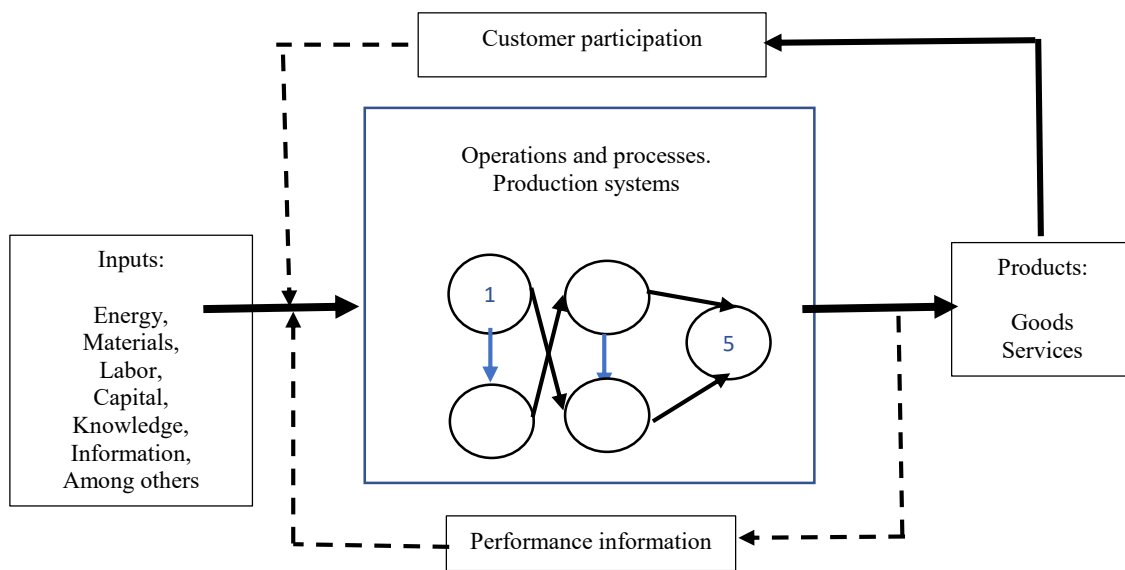 Customer participation
Operations and processes.
Production systems
Inputs:
Energy,
Materials,
Labor,
Capital,
Knowledge,
Information,
Among others
1
5
Products:
Goods
Services
Performance information